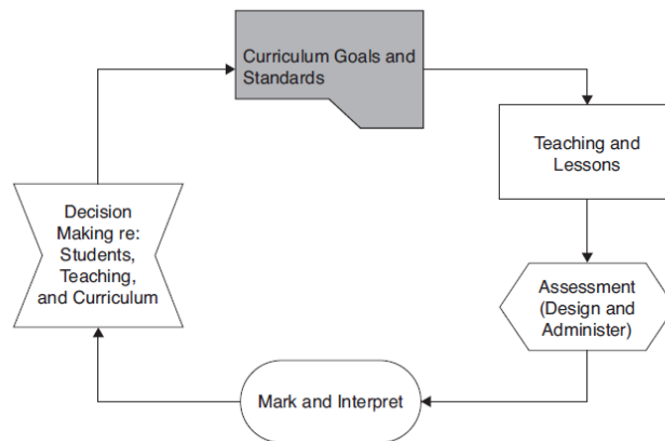 Curriculum Goals and
Standards
Teaching and
Lessons
Assessment
(Design and
Administer)
Mark and Interpret
Decision
Making re:
Students,
Teaching,
and Curriculum